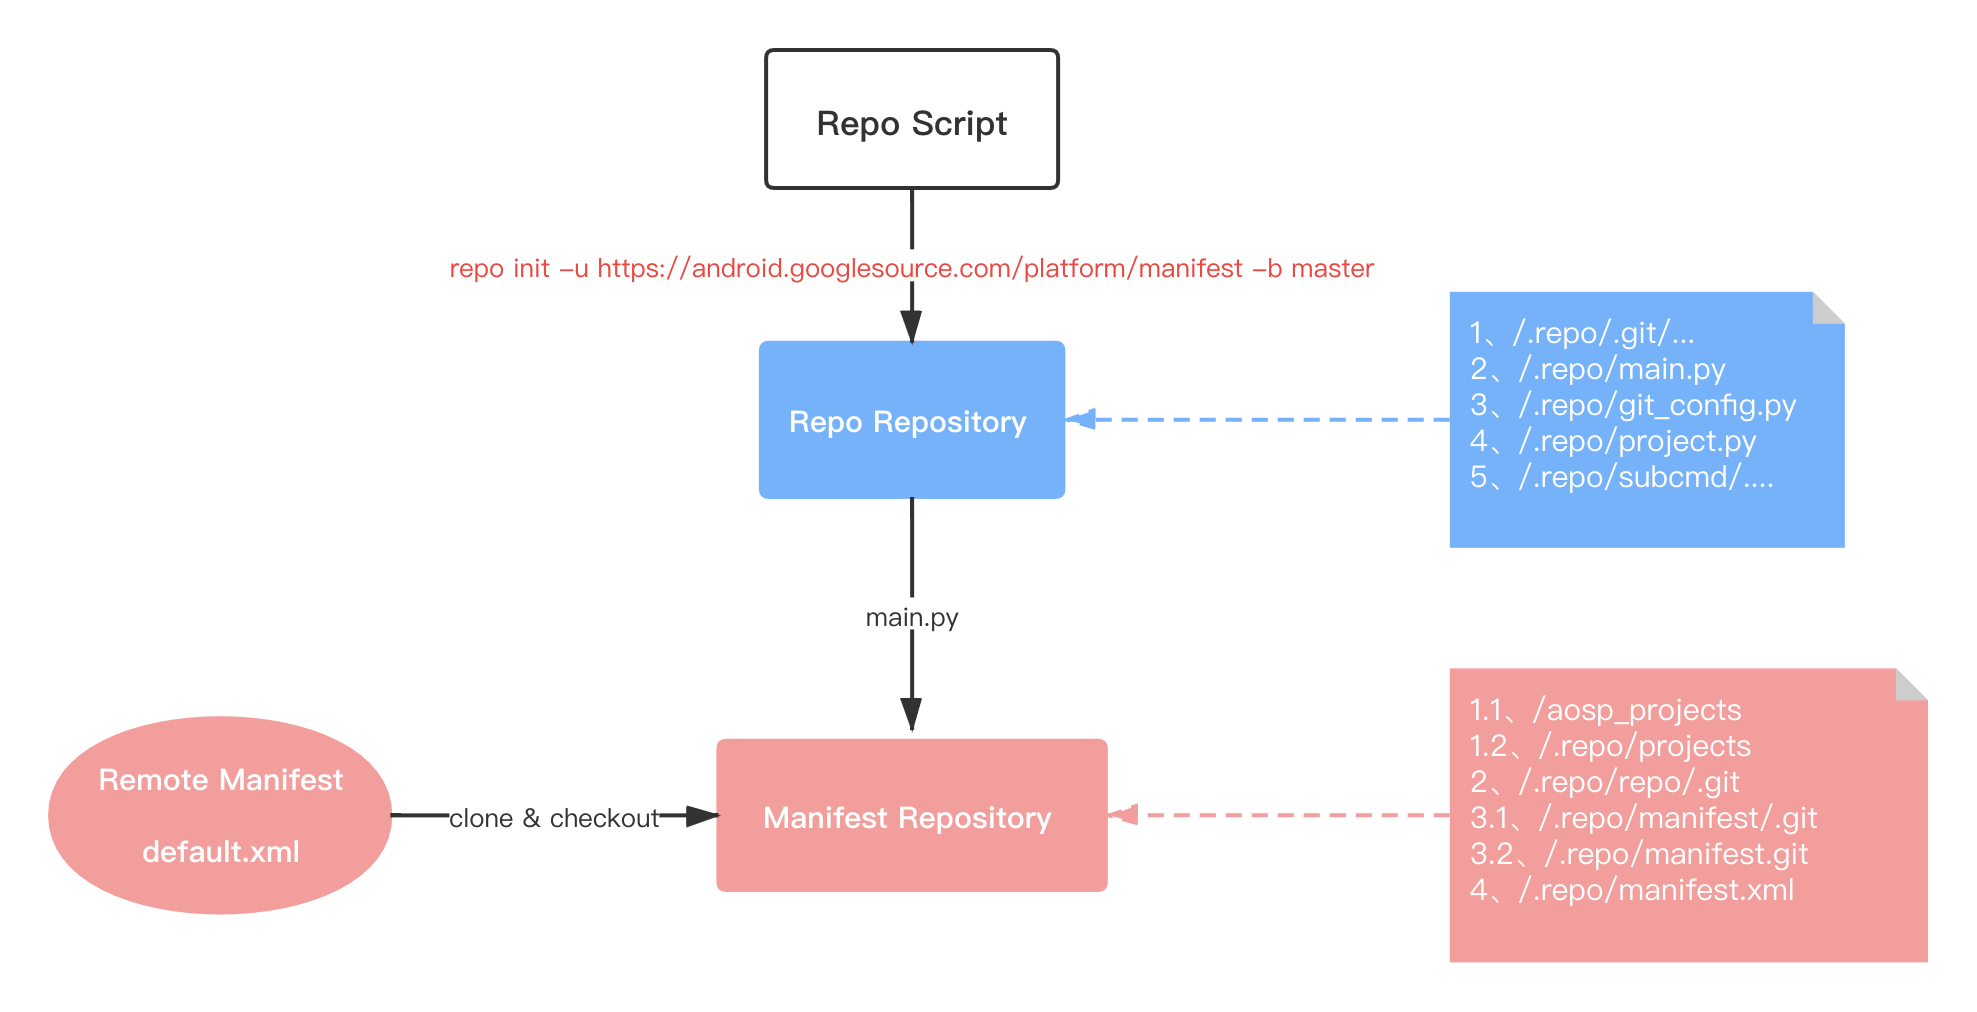 Repo Script
repo init -u https://android.googlesource.com/platform/manifest -b master
Repo Repository
1、/.repo/.git/...
2、/.repo/main.py
3、/.repo/git_config.py
4、/.repo/project.py
5、/.repo/subcmd/....
main.py
Remote Manifest
default.xml
clone & checkout
Manifest Repository
1.1、/aosp_projects
1.2、/.repo/projects
2、/.repo/repo/.git
3.1、/.repo/manifest/.git
3.2、/.repo/manifest.git
4、/.repo/manifest.xml